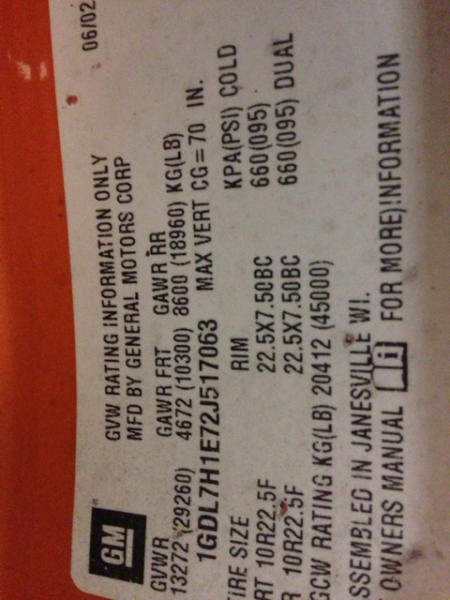 GM
GVW RATING INFORMATION ONLY 06/02
MFD BY GENERAL MOTORS CORP
GVWR GAWR FRT GAWR RR
13272 (29260) 4672 (10300) 8600 (18960) KG(LB)
1GDL7H1E72J517063 MAX VERT CG=70 IN.
IRE SIZE RIM KPA(PSI) COLD
RT 10R22.5F 22.5X7.50BC 660(095)
R 10R22.5F 22.5X7.50BC 660(095) DUAL
GCW RATING KG(LB) 20412 (45000)
SSEMBLED IN JANESVILLE WI.
OWNERS MANUAL i FOR MORE)!NFORMATION